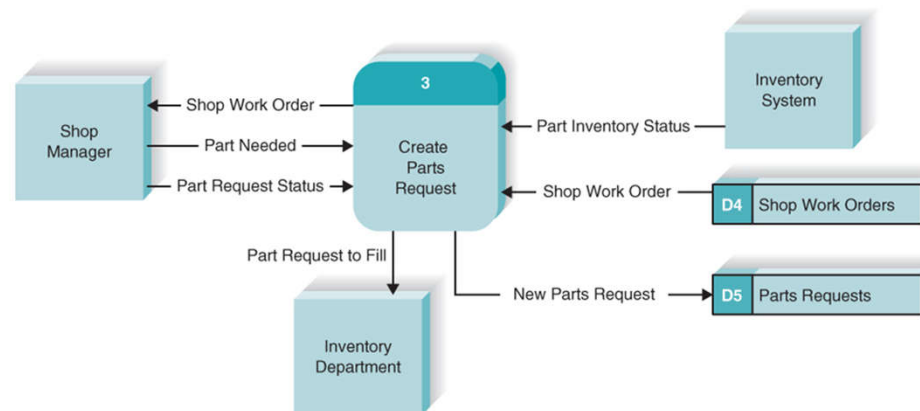 3
Create
Parts
Request
Shop
Manager
Shop Work Order
Part Needed
Part Request Status
Inventory
System
Part Inventory Status
Shop Work Order
D4 Shop Work Orders
Part Request to Fill
New Parts Request
D5 Parts Requests
Inventory
Department